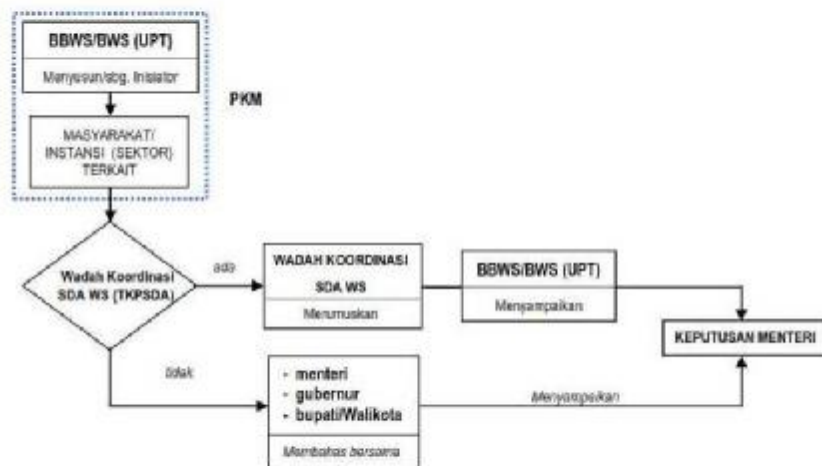 BBWS/BWS (UPT)
Menyusun/sbg. Inisiator
PKM
MASYARAKAT/
INSTANSI (SEKTOR)
TERKAIT
Wadah Koordinasi
SDA WS (TKPSDA)
ada
WADAH KOORDINASI
SDA WS
Merumuskan
BBWS/BWS (UPT)
Menyampaikan
KEPUTUSAN MENTERI
tidak
- menteri
- gubernur
- bupati/Walikota
Membahas bersama
Menyampaikan